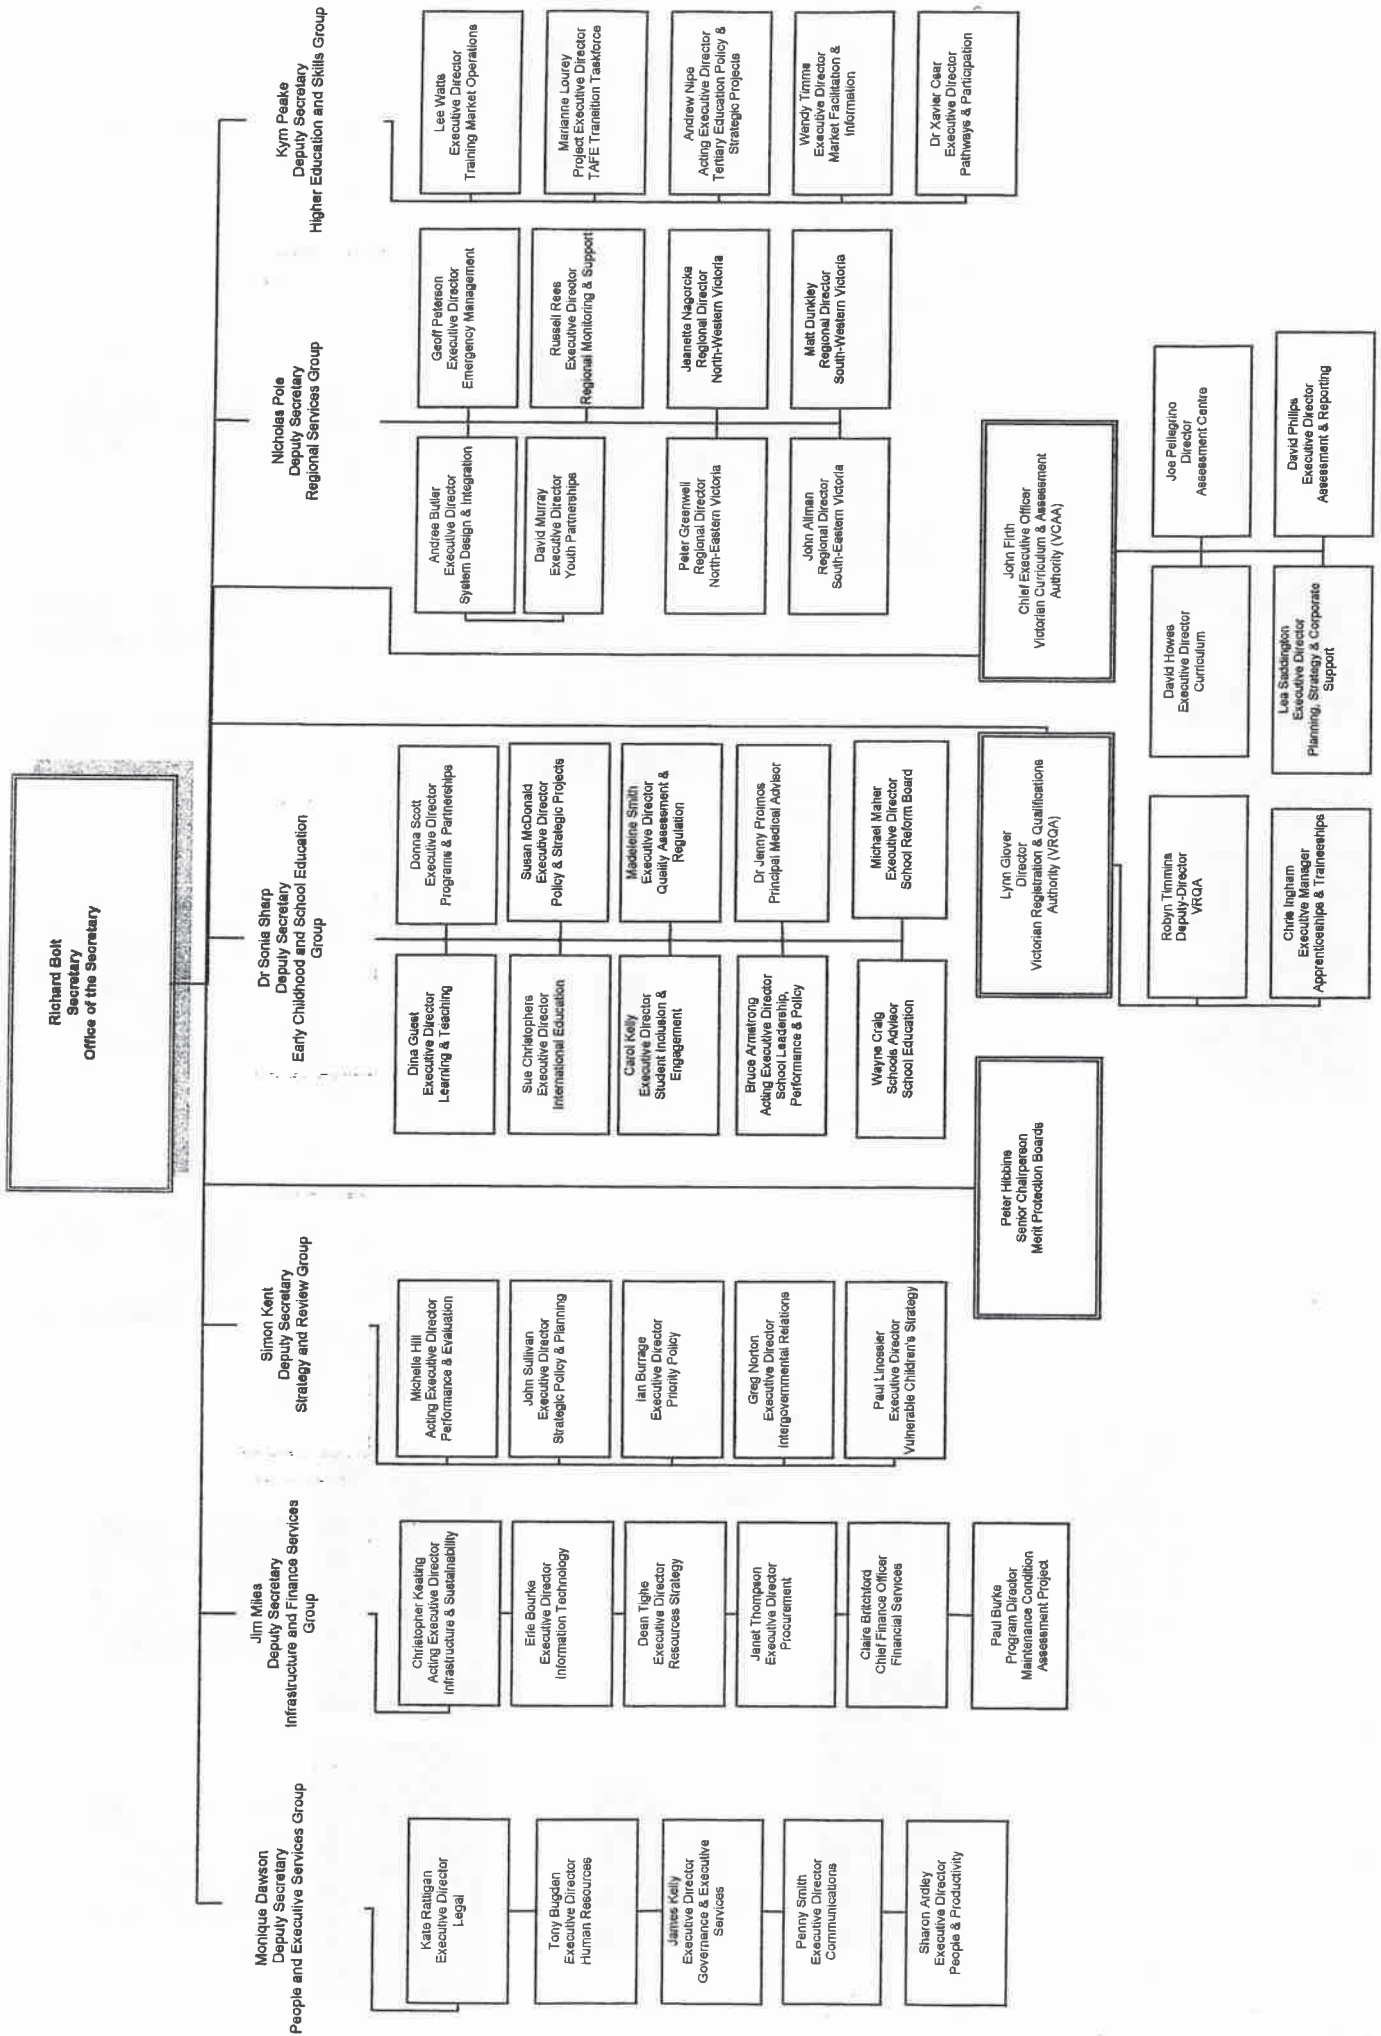 Richard Bolt
Secretary
Office of the Secretary
Monique Dawson
Deputy Secretary
People and Executive Services Group
Kate Rattigan
Executive Director
Legal
Tony Bugden
Executive Director
Human Resources
James Kelly
Executive Director
Governance & Executive
Services
Penny Smith
Executive Director
Communications
Sharon Ardley
Executive Director
People & Productivity
Jim Miles
Deputy Secretary
Infrastructure and Finance Services
Group
Christopher Keating
Acting Executive Director
Infrastructure & Sustainability
Erle Bourke
Executive Director
Information Technology
Dean Tighe
Executive Director
Resources Strategy
Janet Thompson
Executive Director
Procurement
Claire Britchford
Chief Finance Officer
Financial Services
Paul Burke
Program Director
Maintenance Condition
Assessment Project
Simon Kent
Deputy Secretary
Strategy and Review Group
Michelle Hill
Acting Executive Director
Performance & Evaluation
John Sullivan
Executive Director
Strategic Policy & Planning
Ian Burrage
Executive Director
Priority Policy
Greg Norton
Executive Director
Intergovernmental Relations
Paul Linossier
Executive Director
Vulnerable Children's Strategy
Peter Hibbins
Senior Chairperson
Merit Protection Boards
Dr Sonia Sharp
Deputy Secretary
Early Childhood and School Education
Group
Dina Guest
Executive Director
Learning & Teaching
Donna Scott
Executive Director
Programs & Partnerships
Sue Christophers
Executive Director
International Education
Susan McDonald
Executive Director
Policy & Strategic Projects
Carol Kelly
Executive Director
Student Inclusion &
Engagement
Madeleine Smith
Executive Director
Quality Assessment &
Regulation
Bruce Armstrong
Acting Executive Director
School Leadership,
Performance & Policy
Dr Jenny Proimos
Principal Medical Advisor
Wayne Craig
Schools Advisor
School Education
Michael Maher
Executive Director
School Reform Board
Lynn Glover
Director
Victorian Registration & Qualifications
Authority (VRQA)
Robyn Timmins
Deputy-Director
VRQA
Chris Ingham
Executive Manager
Apprenticeships & Traineeships
John Firth
Chief Executive Officer
Victorian Curriculum & Assessment
Authority (VCAA)
David Howes
Executive Director
Curriculum
Joe Pellegrino
Director
Assessment Centre
Lea Saddington
Executive Director
Planning, Strategy & Corporate
Support
David Philips
Executive Director
Assessment & Reporting
Nicholas Pole
Deputy Secretary
Regional Services Group
Andree Butler
Executive Director
System Design & Integration
Geoff Peterson
Executive Director
Emergency Management
David Murray
Executive Director
Youth Partnerships
Russell Rees
Executive Director
Regional Monitoring & Support
Peter Greenwell
Regional Director
North-Eastern Victoria
Jeanette Nagorcka
Regional Director
North-Western Victoria
John Allman
Regional Director
South-Eastern Victoria
Matt Dunkley
Regional Director
South-Western Victoria
Kym Peake
Deputy Secretary
Higher Education and Skills Group
Lee Watts
Executive Director
Training Market Operations
Marianne Lourey
Project Executive Director
TAFE Transition Taskforce
Andrew Nipe
Acting Executive Director
Tertiary Education Policy &
Strategic Projects
Wendy Timms
Executive Director
Market Facilitation &
Information
Dr Xavier Csar
Executive Director
Pathways & Participation